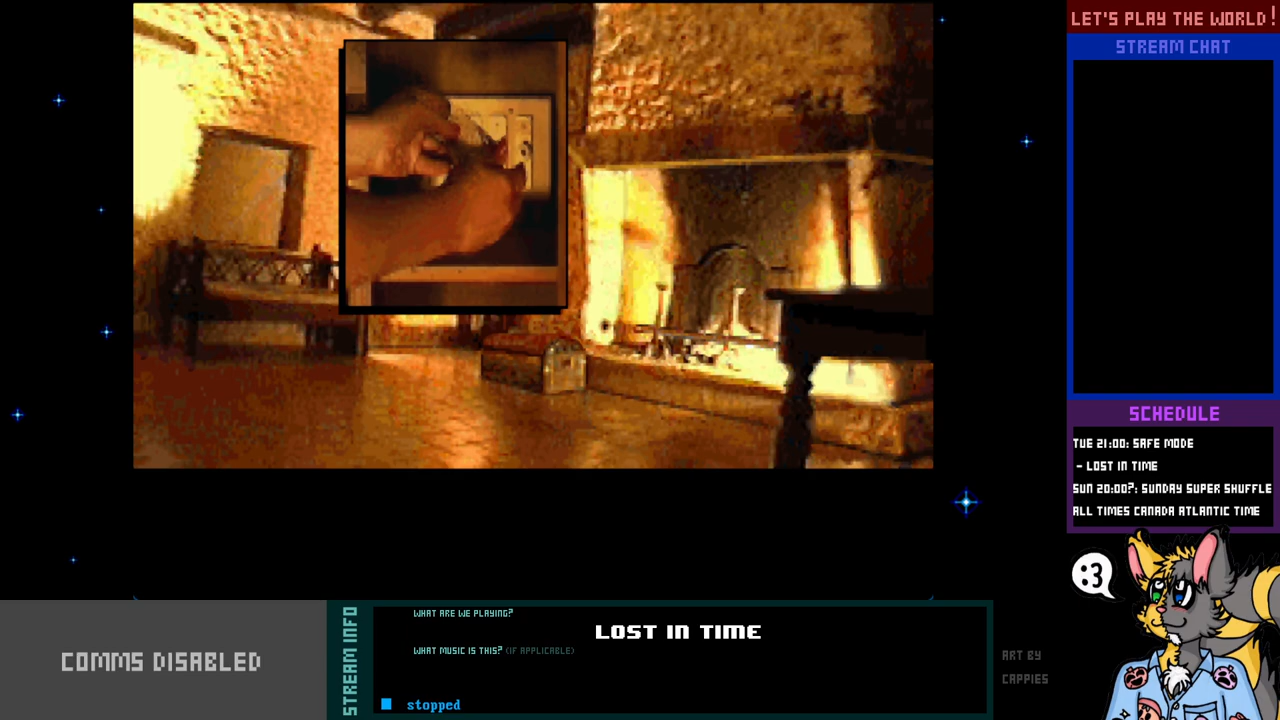 LET'S PLAY THE WORLD!
STREAM CHAT
SCHEDULE
TUE 21:00: SAFE MODE
- LOST IN TIME
SUN 20:00?: SUNDAY SUPER SHUFFLE
ALL TIMES CANADA ATLANTIC TIME
:3
COMMS DISABLED
STREAM INFO
WHAT ARE WE PLAYING?
LOST IN TIME
WHAT MUSIC IS THIS? (IF APPLICABLE)
stopped
ART BY
CAPPIES